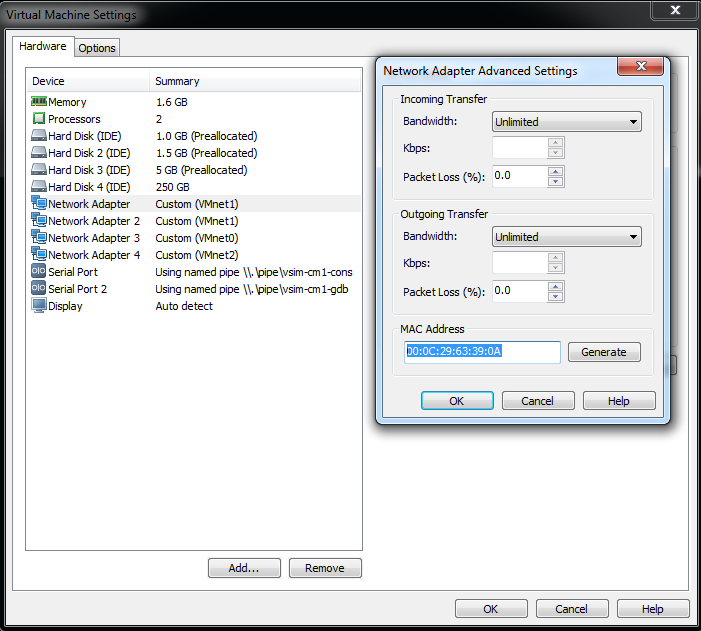 Virtual Machine Settings
Hardware
Options
Device Summary
Memory 1.6 GB
Processors 2
Hard Disk (IDE) 1.0 GB (Preallocated)
Hard Disk 2 (IDE) 1.5 GB (Preallocated)
Hard Disk 3 (IDE) 5 GB (Preallocated)
Hard Disk 4 (IDE) 250 GB
Network Adapter Custom (VMnet1)
Network Adapter 2 Custom (VMnet1)
Network Adapter 3 Custom (VMnet0)
Network Adapter 4 Custom (VMnet2)
Serial Port Using named pipe \\.\pipe\vsim-cm1-cons
Serial Port 2 Using named pipe \\.\pipe\vsim-cm1-gdb
Display Auto detect
Add... Remove
Network Adapter Advanced Settings
Incoming Transfer
Bandwidth: Unlimited
Kbps:
Packet Loss (%): 0.0
Outgoing Transfer
Bandwidth: Unlimited
Kbps:
Packet Loss (%): 0.0
MAC Address
00:0C:29:63:39:0A Generate
OK Cancel Help
OK Cancel Help